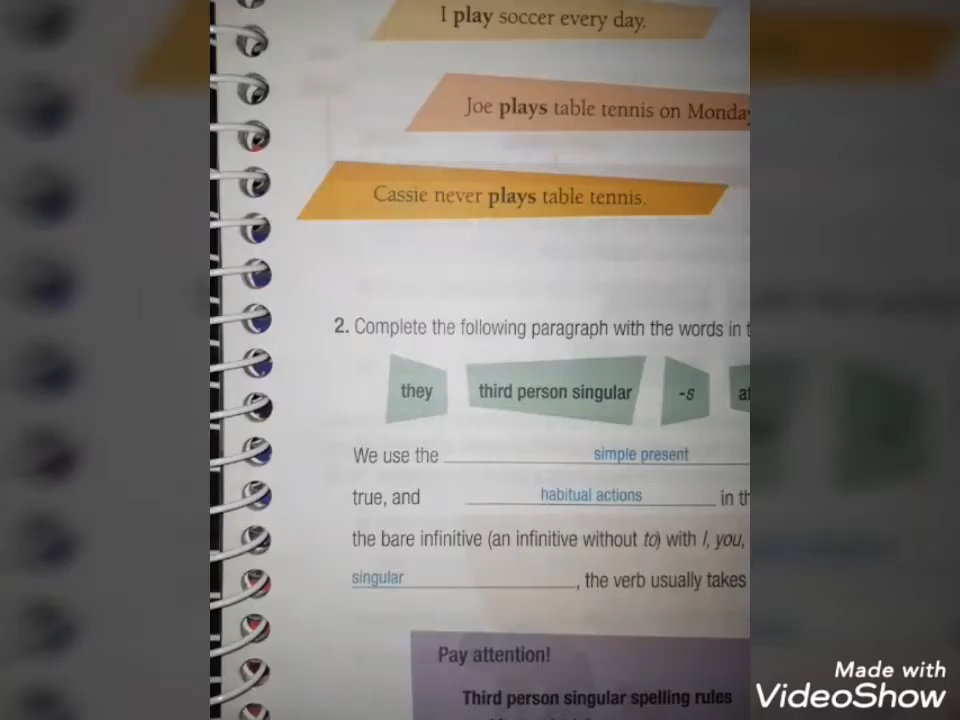 I play soccer every day.
Joe plays table tennis on Monday
Cassie never plays table tennis.
2. Complete the following paragraph with the words in t
they third person singular -s
We use the simple present
true, and habitual actions in th
the bare infinitive (an infinitive without to) with I, you,
singular, the verb usually takes
Pay attention!
Third person singular spelling rules
Made with
VideoShow